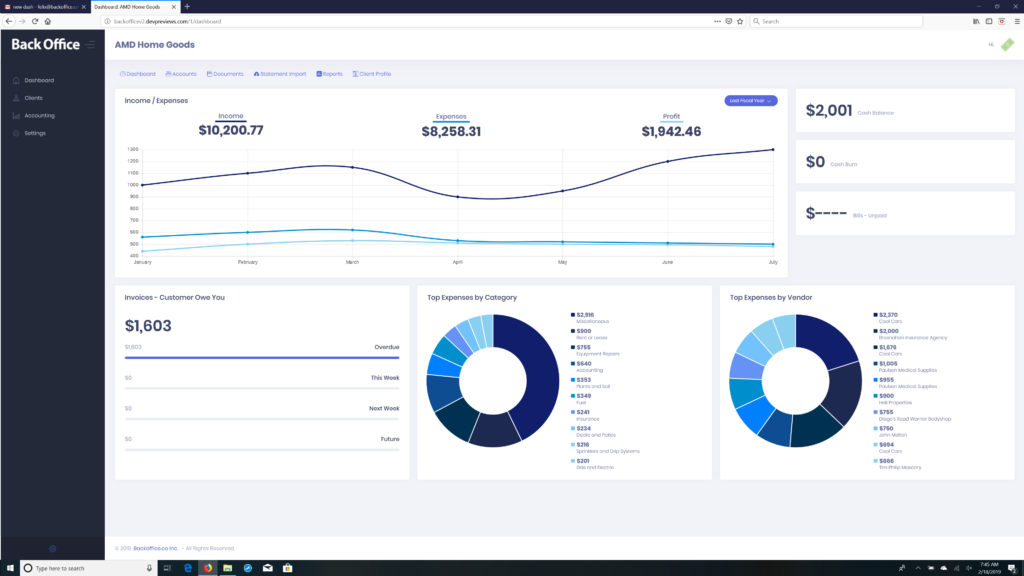 new dash - felix@backoffice.co
Dashboard: AMD Home Goods
backofficev2.devpreviews.com/1/dashboard
Search
Back Office
AMD Home Goods
Hi,
Dashboard
Clients
Accounting
Settings
Dashboard Accounts Documents Statement Import Reports Client Profile
Income / Expenses
Last Fiscal Year
Income
$10,200.77
Expenses
$8,258.31
Profit
$1,942.46
1300
1200
1100
1000
900
800
700
600
500
400
January February March April May June July
$2,001 Cash Balance
$0 Cash Burn
$---- Bills - Unpaid
Invoices - Customer Owe You
$1,603
$1,603 Overdue
$0 This Week
$0 Next Week
$0 Future
Top Expenses by Category
$2,916
Miscellaneous
$900
Rent or Lease
$755
Equipment Repairs
$640
Accounting
$353
Plants and Soil
$349
Fuel
$241
Insurance
$234
Docks and Patios
$216
Sprinklers and Drip Systems
$201
Gas and Electric
Top Expenses by Vendor
$2,370
Cool Cars
$2,000
Brosnahan Insurance Agency
$1,676
Cool Cars
$1,005
Paulsen Medical Supplies
$955
Paulsen Medical Supplies
$900
Hall Properties
$755
Diego's Road Warrior Bodyshop
$750
John Melton
$694
Cool Cars
$666
Tim Philip Masonry
© 2019 Backoffice.co Inc. - All Rights Reserved.
Type here to search
7:45 AM
2/18/2019